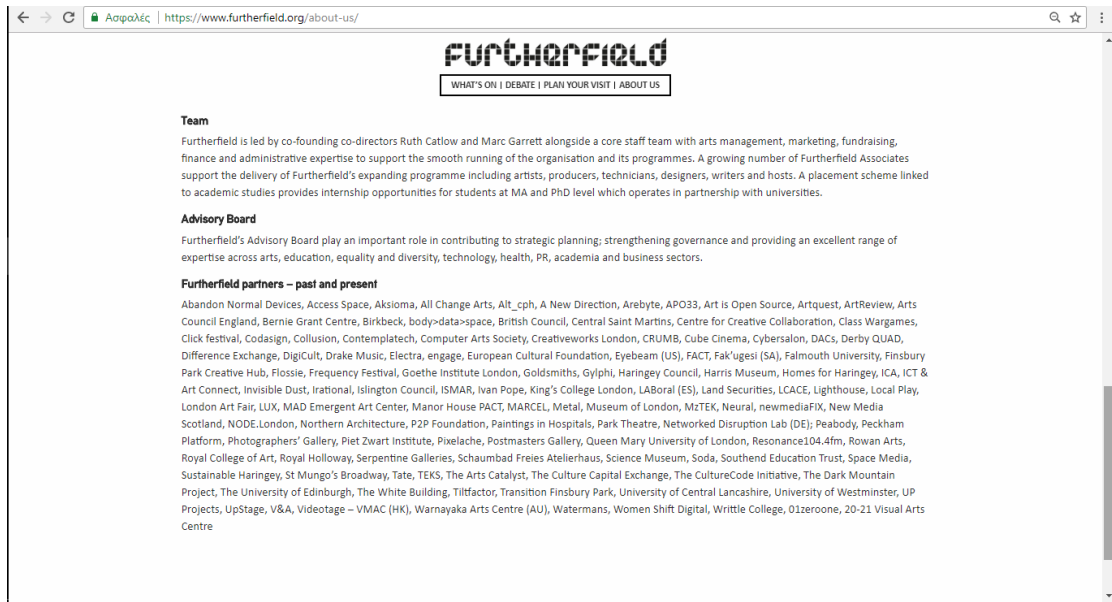 Ασφαλές | https://www.furtherfield.org/about-us/
FURTHERFIELD
WHAT'S ON | DEBATE | PLAN YOUR VISIT | ABOUT US
Team
Furtherfield is led by co-founding co-directors Ruth Catlow and Marc Garrett alongside a core staff team with arts management, marketing, fundraising,
finance and administrative expertise to support the smooth running of the organisation and its programmes. A growing number of Furtherfield Associates
support the delivery of Furtherfield's expanding programme including artists, producers, technicians, designers, writers and hosts. A placement scheme linked
to academic studies provides internship opportunities for students at MA and PhD level which operates in partnership with universities.
Advisory Board
Furtherfield's Advisory Board play an important role in contributing to strategic planning; strengthening governance and providing an excellent range of
expertise across arts, education, equality and diversity, technology, health, PR, academia and business sectors.
Furtherfield partners – past and present
Abandon Normal Devices, Access Space, Aksioma, All Change Arts, Alt_cph, A New Direction, Arebyte, APO33, Art is Open Source, Artquest, ArtReview, Arts
Council England, Bernie Grant Centre, Birkbeck, body>data>space, British Council, Central Saint Martins, Centre for Creative Collaboration, Class Wargames,
Click festival, Codasign, Collusion, Contemplatech, Computer Arts Society, Creativeworks London, CRUMB, Cube Cinema, Cybersalon, DACs, Derby QUAD,
Difference Exchange, DigiCult, Drake Music, Electra, engage, European Cultural Foundation, Eyebeam (US), FACT, Fak'ugesi (SA), Falmouth University, Finsbury
Park Creative Hub, Flossie, Frequency Festival, Goethe Institute London, Goldsmiths, Gylphi, Haringey Council, Harris Museum, Homes for Haringey, ICA, ICT &
Art Connect, Invisible Dust, Irational, Islington Council, ISMAR, Ivan Pope, King's College London, LABoral (ES), Land Securities, LCACE, Lighthouse, Local Play,
London Art Fair, LUX, MAD Emergent Art Center, Manor House PACT, MARCEL, Metal, Museum of London, MzTEK, Neural, newmediaFIX, New Media
Scotland, NODE.London, Northern Architecture, P2P Foundation, Paintings in Hospitals, Park Theatre, Networked Disruption Lab (DE); Peabody, Peckham
Platform, Photographers' Gallery, Piet Zwart Institute, Pixelache, Postmasters Gallery, Queen Mary University of London, Resonance104.4fm, Rowan Arts,
Royal College of Art, Royal Holloway, Serpentine Galleries, Schaumbad Freies Atelierhaus, Science Museum, Soda, Southend Education Trust, Space Media,
Sustainable Haringey, St Mungo's Broadway, Tate, TEKS, The Arts Catalyst, The Culture Capital Exchange, The CultureCode Initiative, The Dark Mountain
Project, The University of Edinburgh, The White Building, Tiltfactor, Transition Finsbury Park, University of Central Lancashire, University of Westminster, UP
Projects, UpStage, V&A, Videotage – VMAC (HK), Warnayaka Arts Centre (AU), Watermans, Women Shift Digital, Writtle College, 01zeroone, 20-21 Visual Arts
Centre